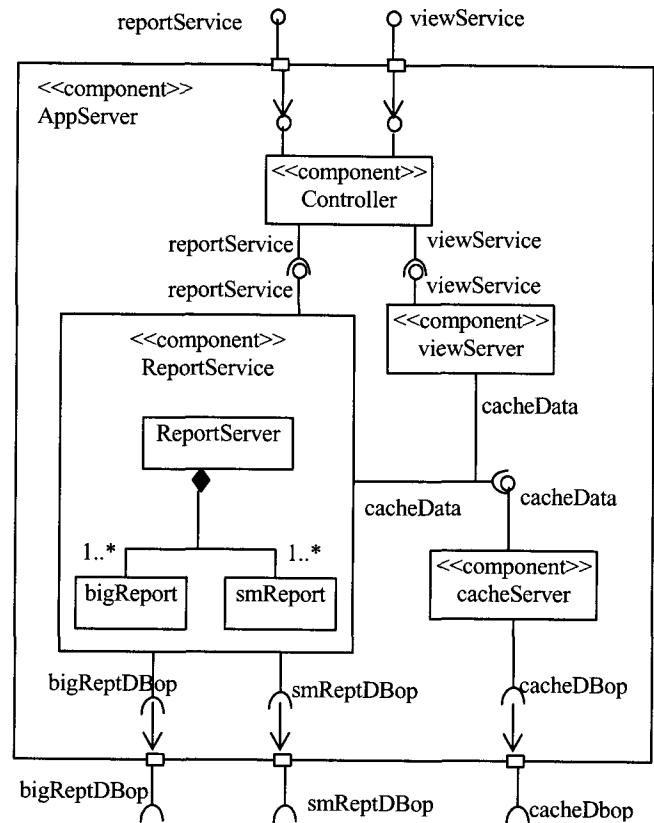 reportService
viewService
<<component>>
AppServer
<<component>>
Controller
reportService
viewService
reportService
viewService
<<component>>
ReportService
<<component>>
viewServer
ReportServer
cacheData
cacheData
cacheData
1..*
1..*
bigReport
smReport
<<component>>
cacheServer
bigReptDBop
smReptDBop
cacheDBop
bigReptDBop
smReptDBop
cacheDbop